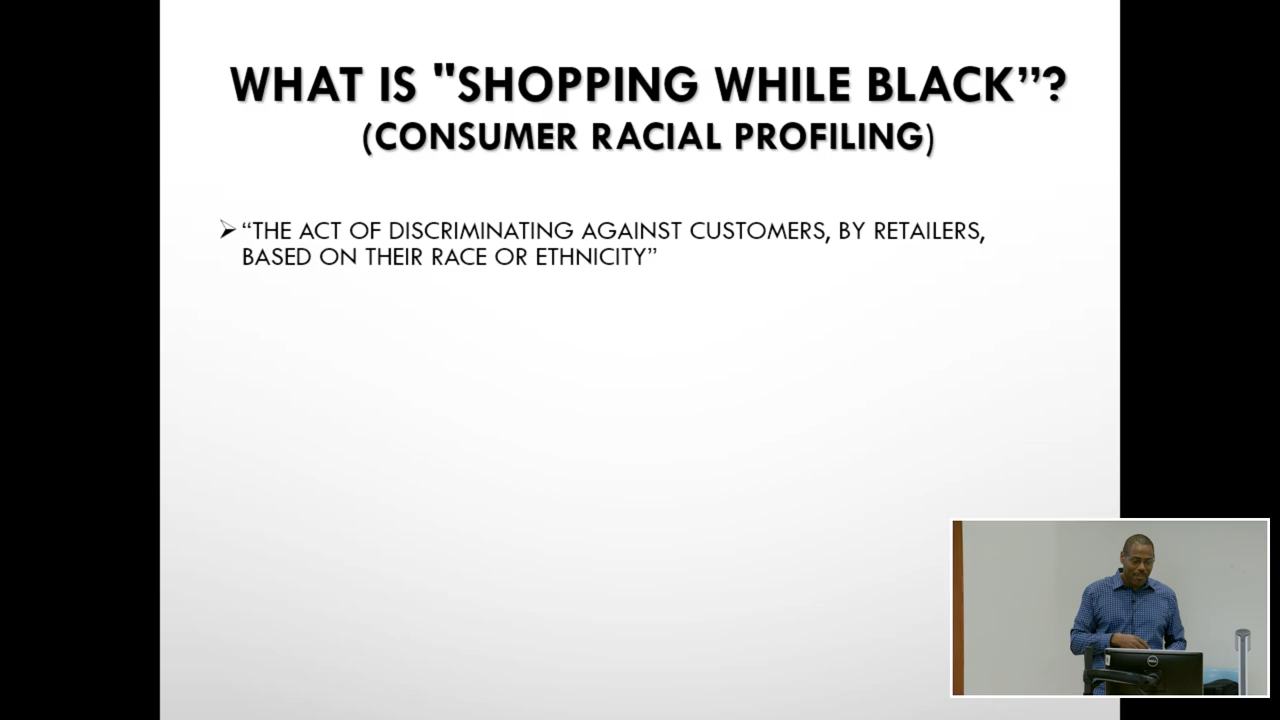 WHAT IS "SHOPPING WHILE BLACK”?
(CONSUMER RACIAL PROFILING)
“THE ACT OF DISCRIMINATING AGAINST CUSTOMERS, BY RETAILERS,
BASED ON THEIR RACE OR ETHNICITY”
DELL